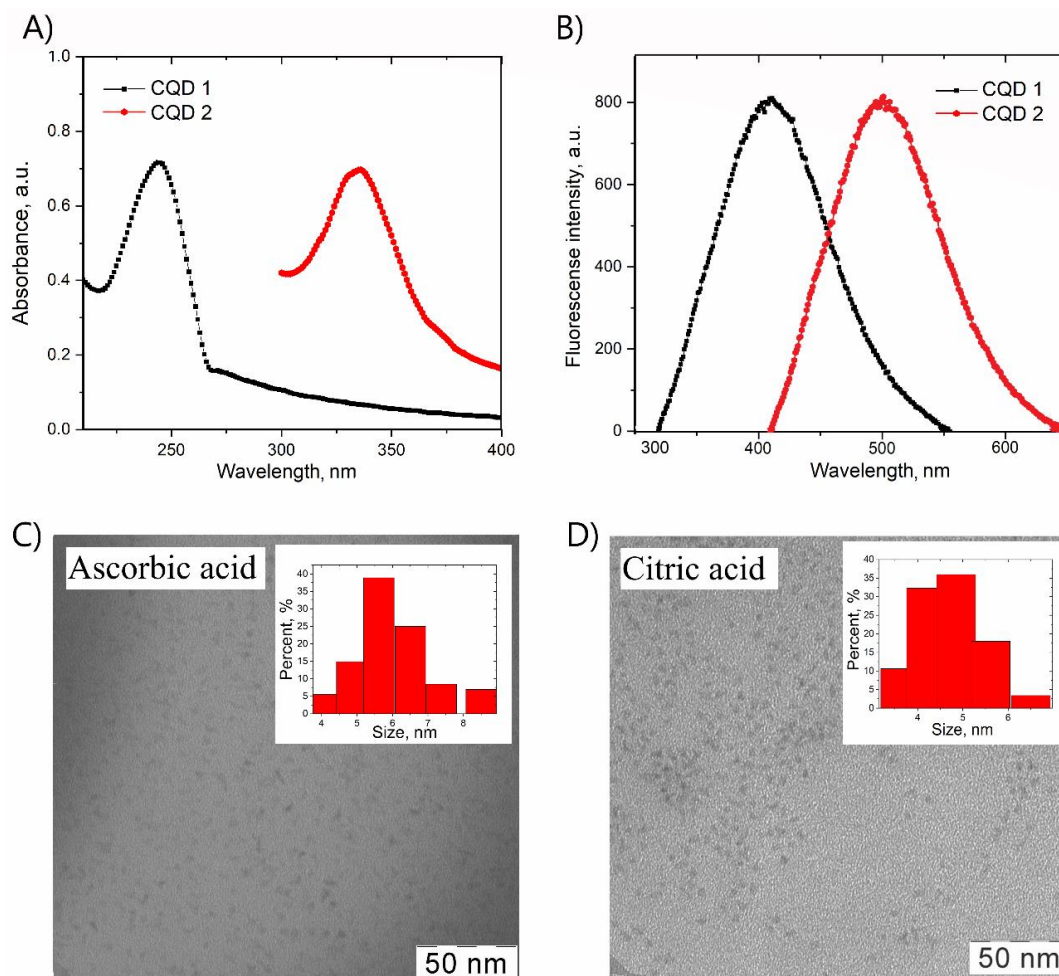 A)
CQD 1
CQD 2
Absorbance, a.u.
1.0
0.8
0.6
0.4
0.2
0.0
250 300 350 400
Wavelength, nm
B)
CQD 1
CQD 2
Fluorescense intensity, a.u.
800
600
400
200
0
300 400 500 600
Wavelength, nm
C)
Ascorbic acid
Percent, %
40
35
30
25
20
15
10
5
0
4 5 6 7 8
Size, nm
50 nm
D)
Citric acid
Percent, %
40
35
30
25
20
15
10
5
0
4 5 6
Size, nm
50 nm